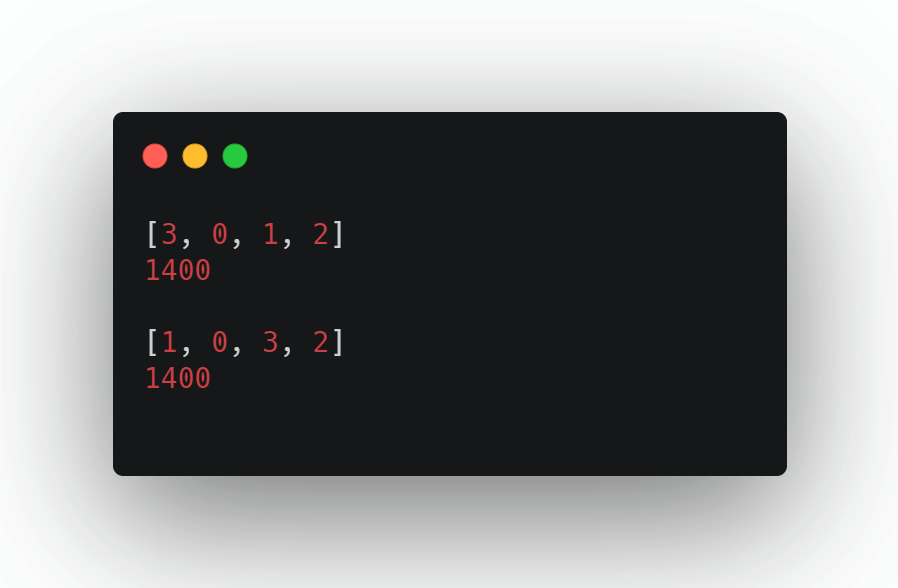 [3, 0, 1, 2]
1400
[1, 0, 3, 2]
1400